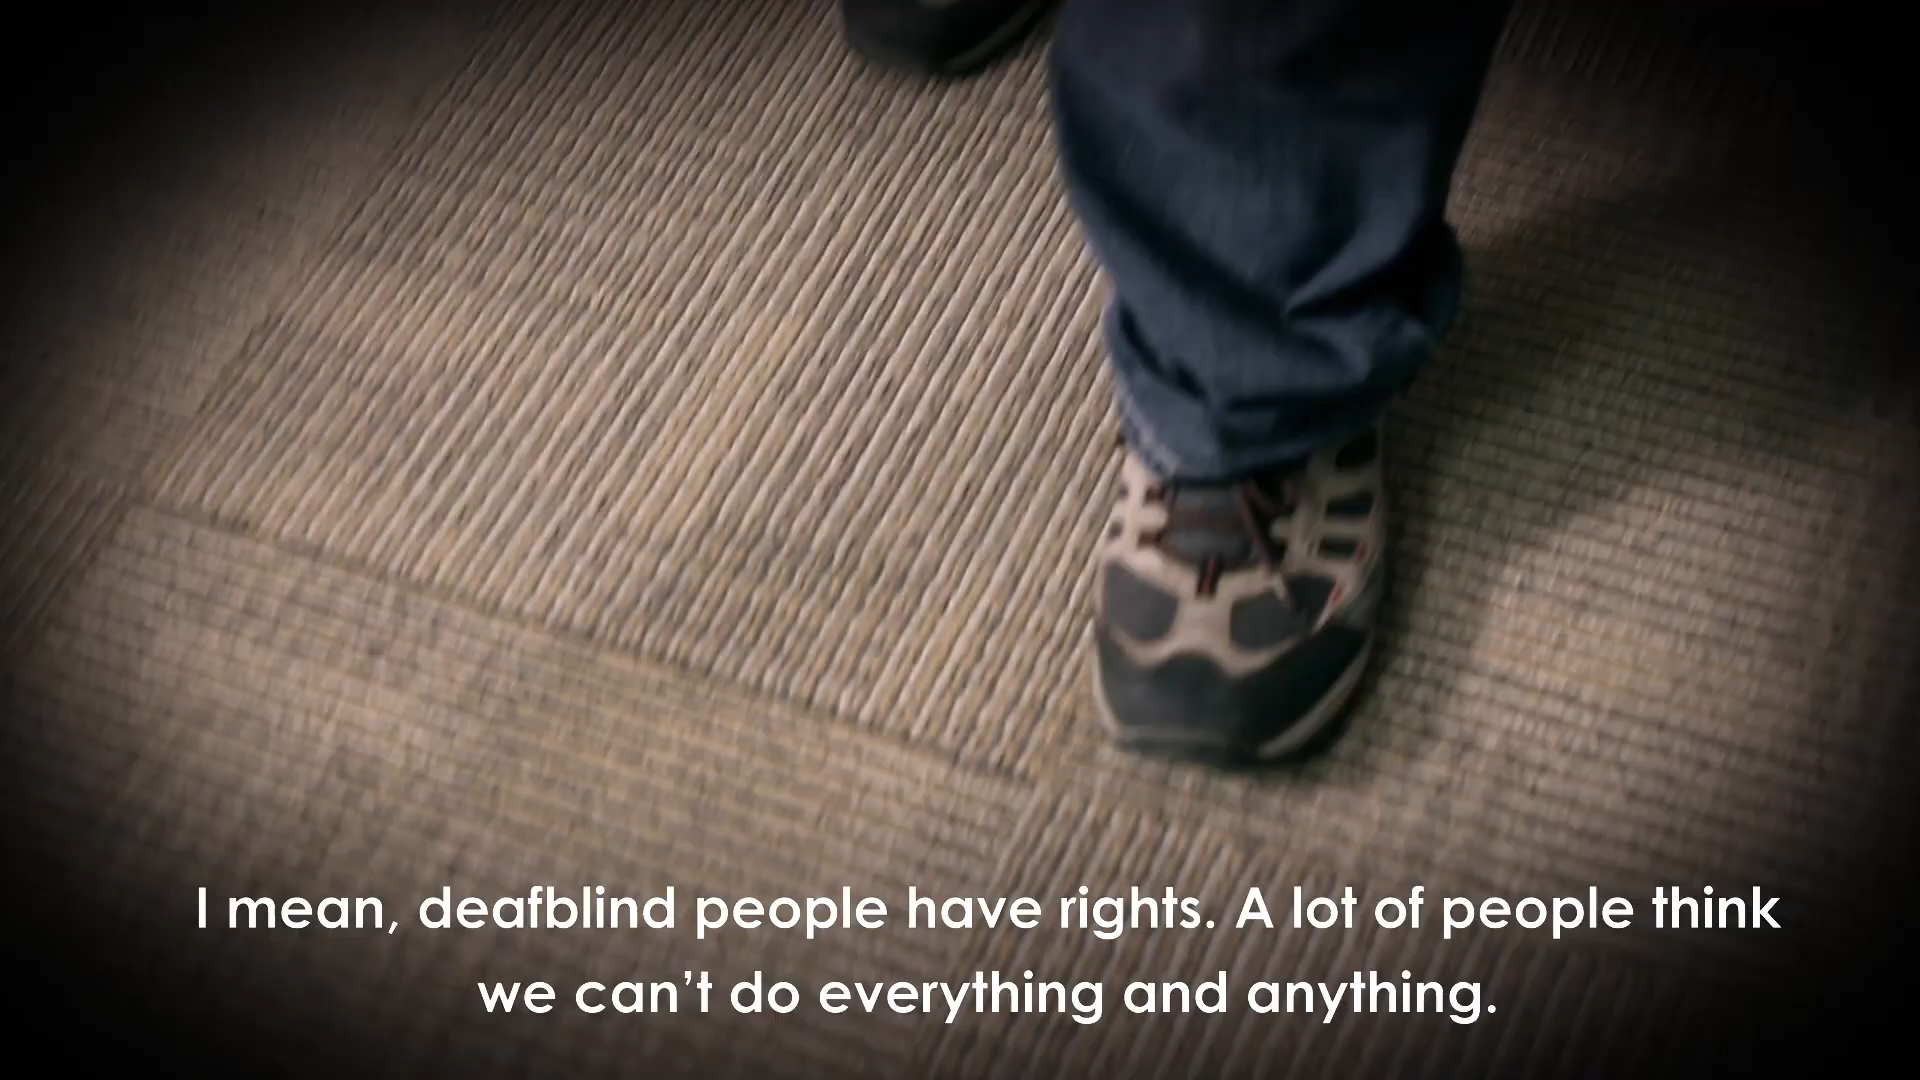 I mean, deafblind people have rights. A lot of people think
we can’t do everything and anything.